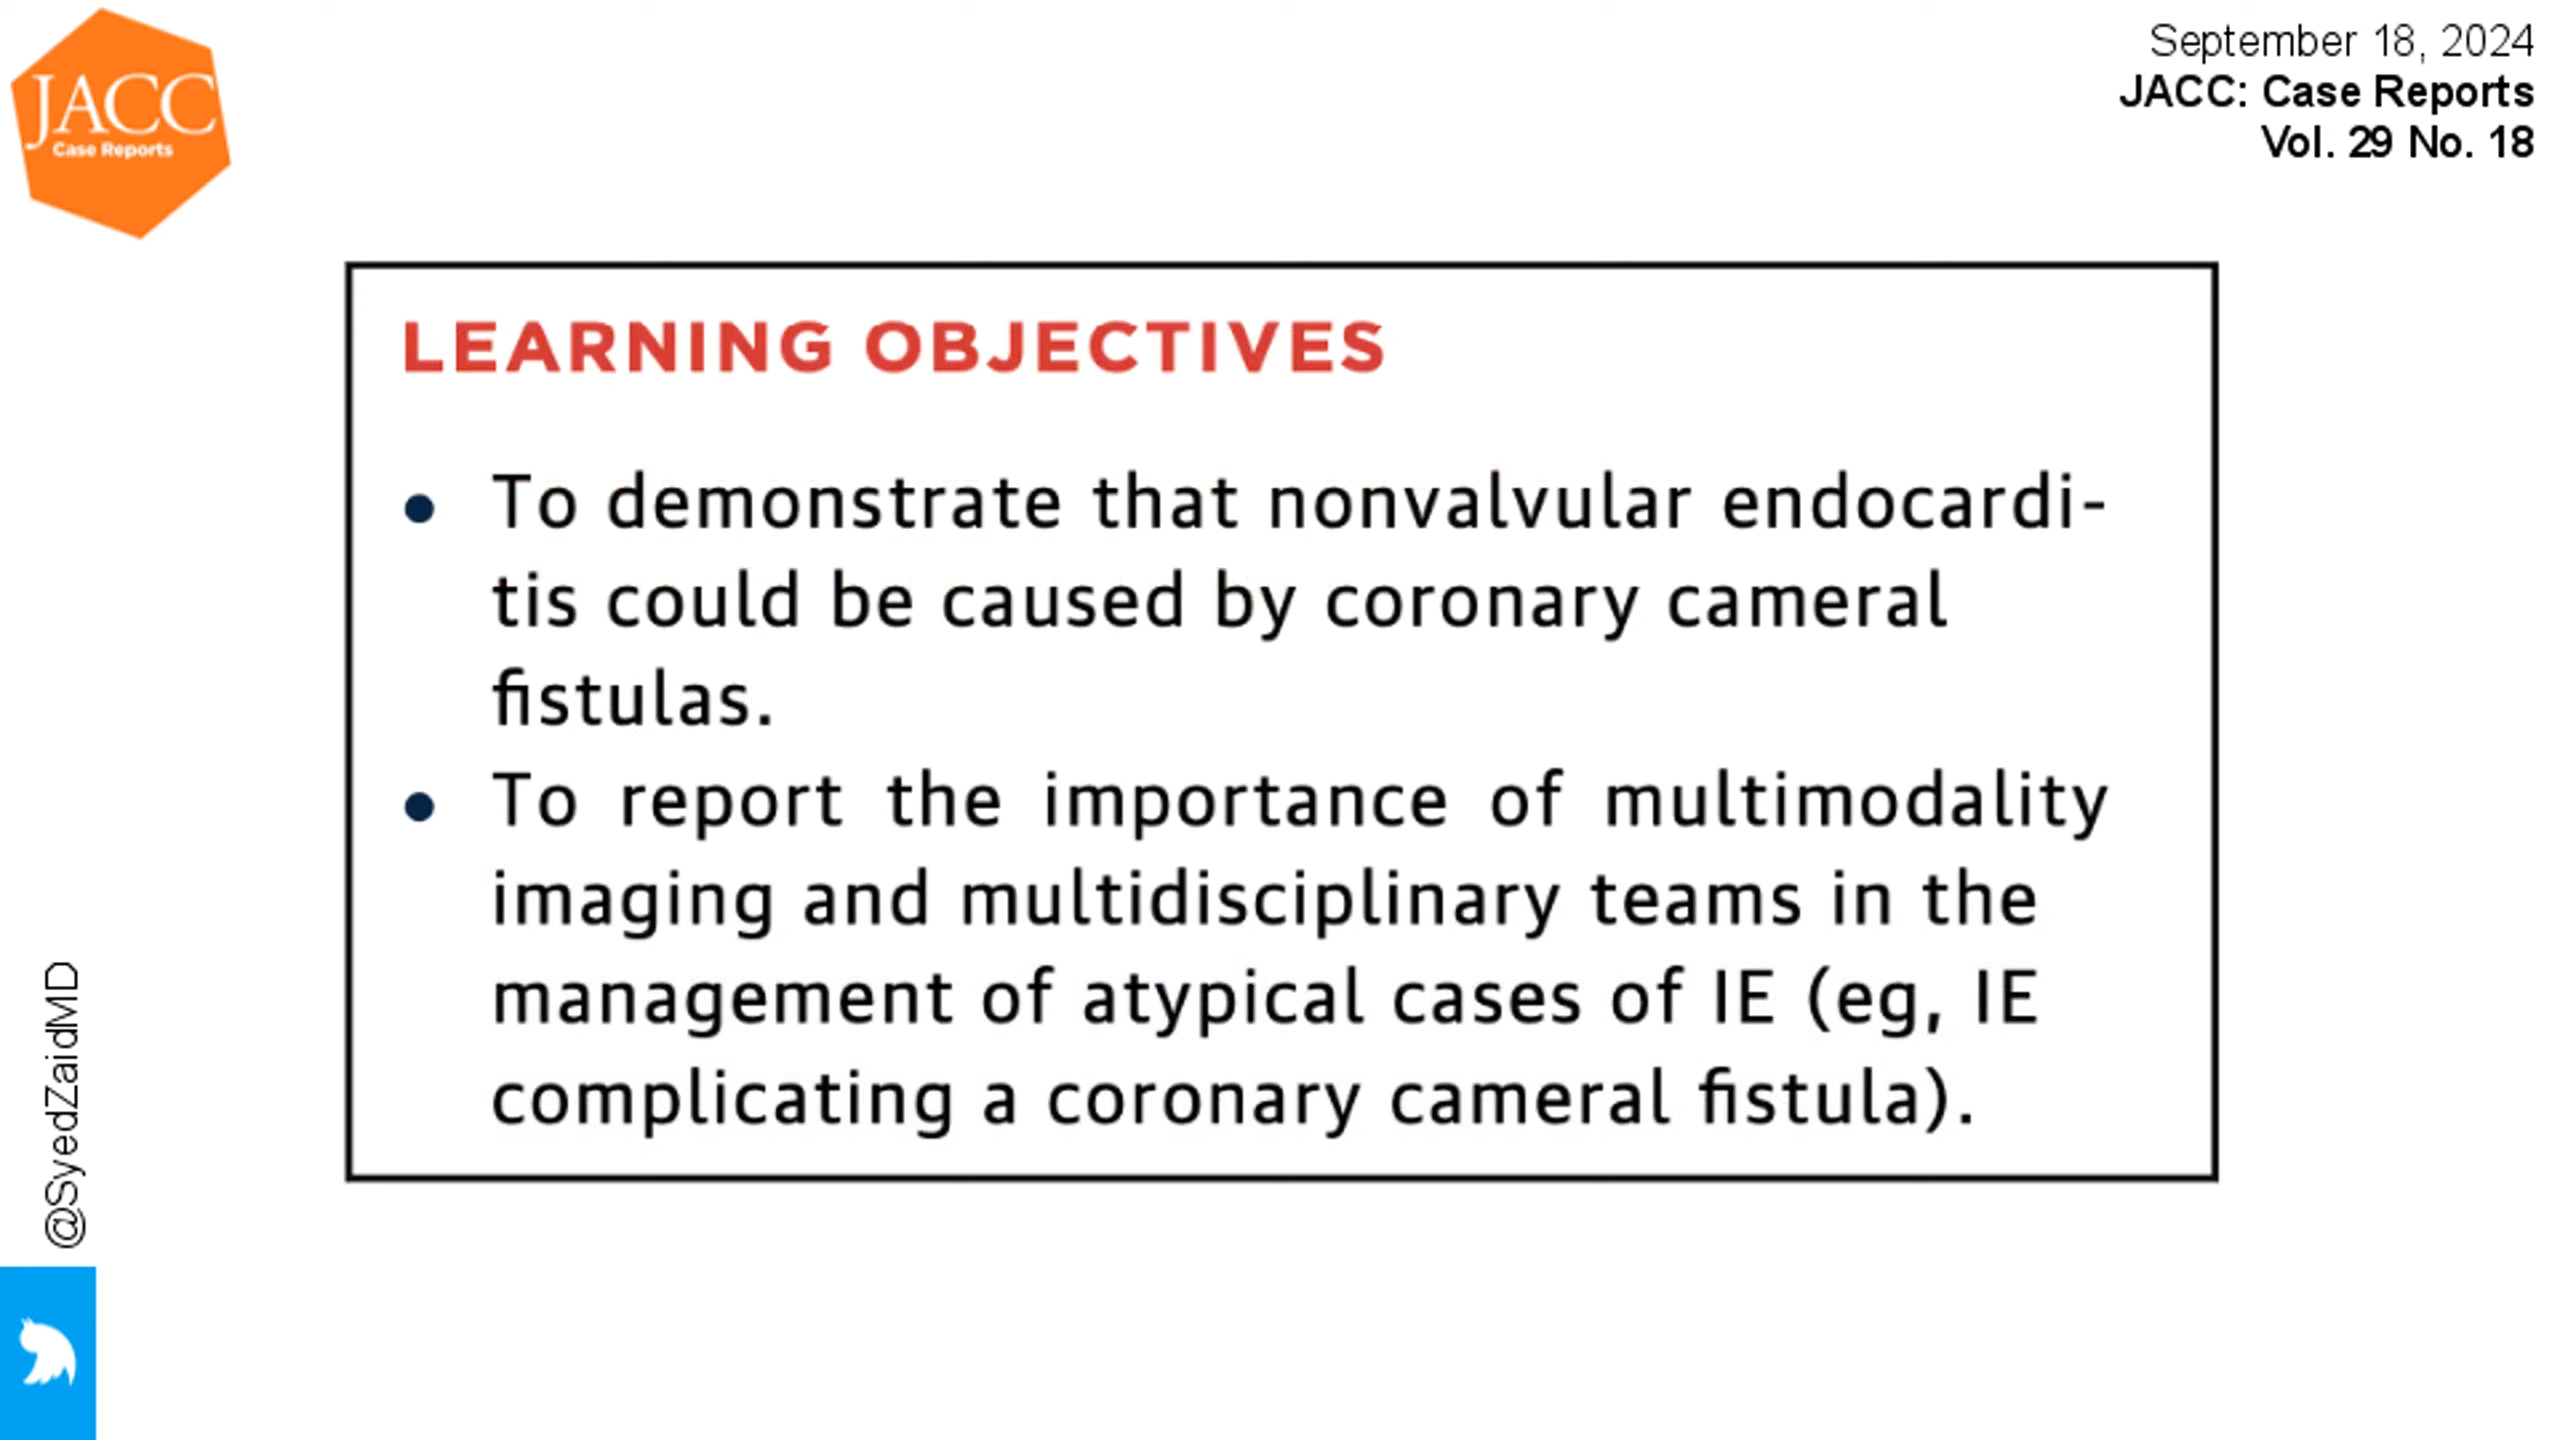 JACC
Case Reports
September 18, 2024
JACC: Case Reports
Vol. 29 No. 18
LEARNING OBJECTIVES
• To demonstrate that nonvalvular endocardi-
tis could be caused by coronary cameral
fistulas.
• To report the importance of multimodality
imaging and multidisciplinary teams in the
management of atypical cases of IE (eg, IE
complicating a coronary cameral fistula).
@SyedZaidMD